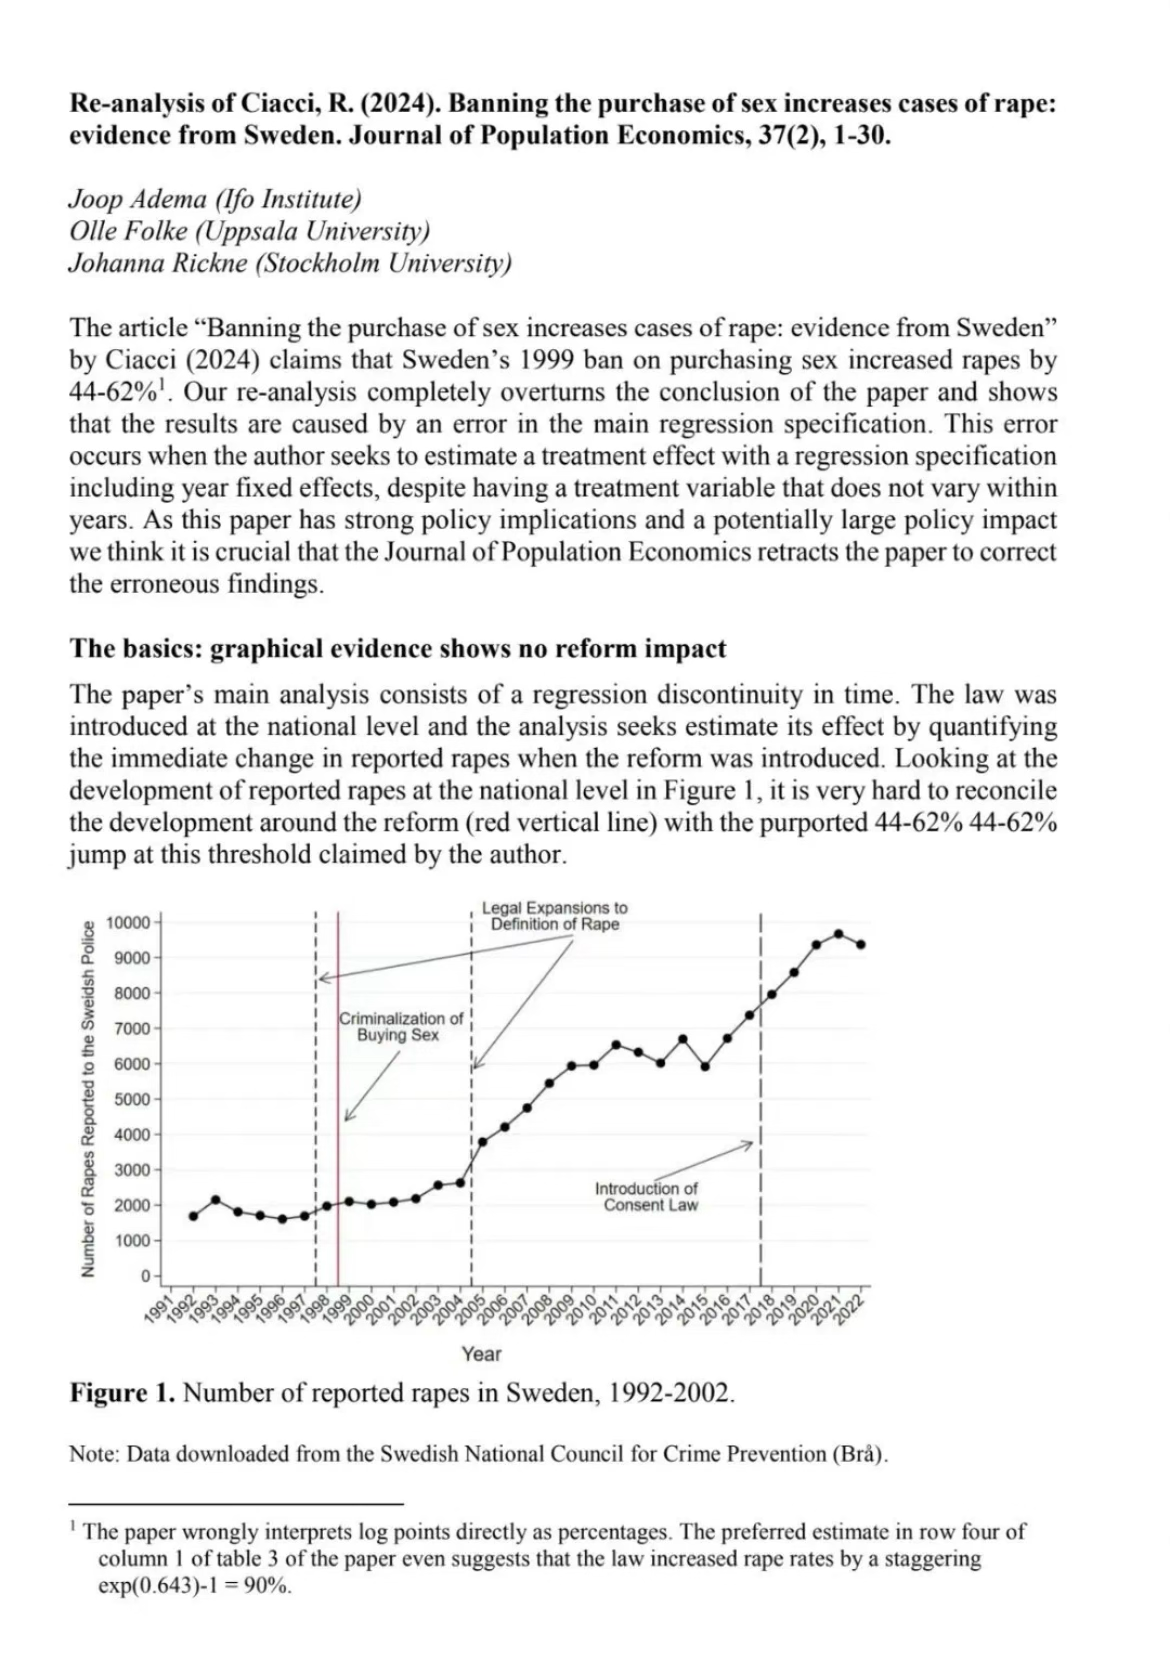 Re-analysis of Ciacci, R. (2024). Banning the purchase of sex increases cases of rape:
evidence from Sweden. Journal of Population Economics, 37(2), 1-30.
Joop Adema (Ifo Institute)
Olle Folke (Uppsala University)
Johanna Rickne (Stockholm University)
The article “Banning the purchase of sex increases cases of rape: evidence from Sweden”
by Ciacci (2024) claims that Sweden’s 1999 ban on purchasing sex increased rapes by
44-62%¹. Our re-analysis completely overturns the conclusion of the paper and shows
that the results are caused by an error in the main regression specification. This error
occurs when the author seeks to estimate a treatment effect with a regression specification
including year fixed effects, despite having a treatment variable that does not vary within
years. As this paper has strong policy implications and a potentially large policy impact
we think it is crucial that the Journal of Population Economics retracts the paper to correct
the erroneous findings.
The basics: graphical evidence shows no reform impact
The paper’s main analysis consists of a regression discontinuity in time. The law was
introduced at the national level and the analysis seeks estimate its effect by quantifying
the immediate change in reported rapes when the reform was introduced. Looking at the
development of reported rapes at the national level in Figure 1, it is very hard to reconcile
the development around the reform (red vertical line) with the purported 44-62% 44-62%
jump at this threshold claimed by the author.
Number of Rapes Reported to the Sweidsh Police
10000
9000
8000
7000
6000
5000
4000
3000
2000
1000
0
Legal Expansions to
Definition of Rape
Criminalization of
Buying Sex
Introduction of
Consent Law
1991 1992 1993 1994 1995 1996 1997 1998 1999 2000 2001 2002 2003 2004 2005 2006 2007 2008 2009 2010 2011 2012 2013 2014 2015 2016 2017 2018 2019 2020 2021 2022
Year
Figure 1. Number of reported rapes in Sweden, 1992-2002.
Note: Data downloaded from the Swedish National Council for Crime Prevention (Brå).
¹ The paper wrongly interprets log points directly as percentages. The preferred estimate in row four of
column 1 of table 3 of the paper even suggests that the law increased rape rates by a staggering
exp(0.643)-1 = 90%.